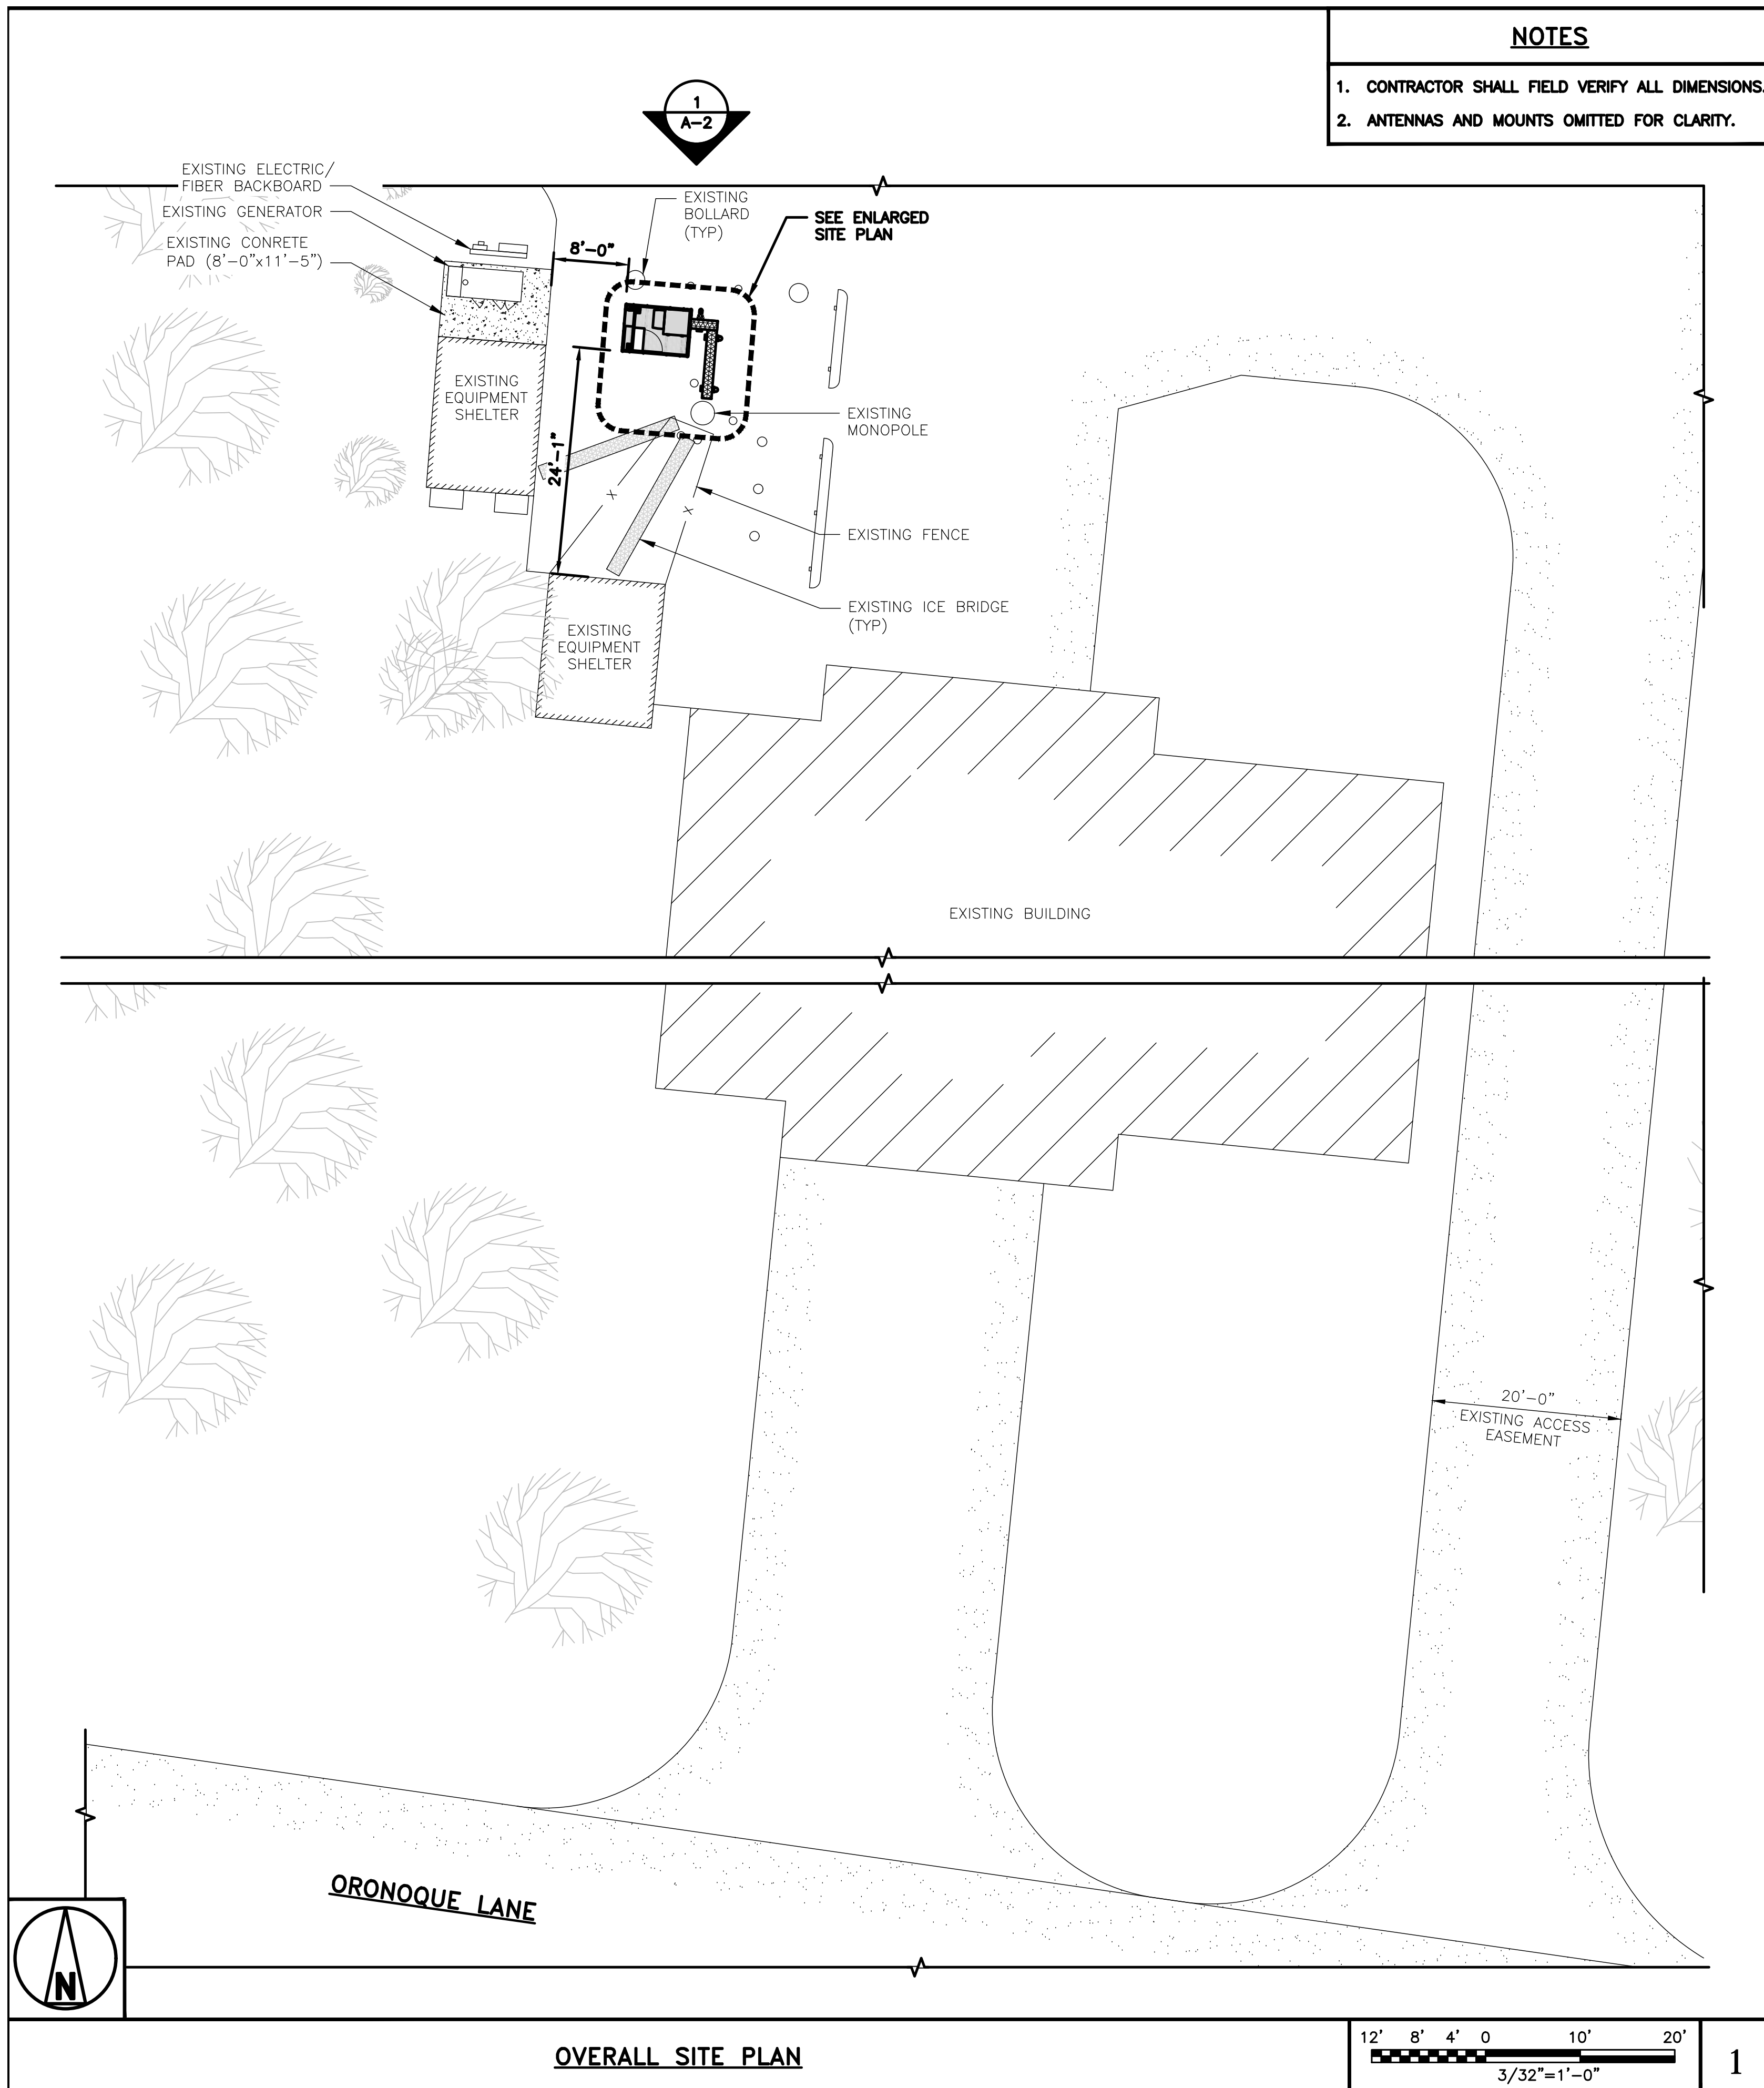 NOTES
1. CONTRACTOR SHALL FIELD VERIFY ALL DIMENSIONS.
2. ANTENNAS AND MOUNTS OMITTED FOR CLARITY.
1
A-2
EXISTING ELECTRIC/
FIBER BACKBOARD
EXISTING GENERATOR
EXISTING CONRETE
PAD (8'-0"x11'-5")
8'-0"
EXISTING
BOLLARD
(TYP)
SEE ENLARGED
SITE PLAN
EXISTING
EQUIPMENT
SHELTER
24'-1"
EXISTING
MONOPOLE
X
X
EXISTING FENCE
EXISTING ICE BRIDGE
(TYP)
EXISTING
EQUIPMENT
SHELTER
EXISTING BUILDING
20'-0"
EXISTING ACCESS
EASEMENT
ORONOQUE LANE
N
OVERALL SITE PLAN
12' 8' 4' 0 10' 20'
3/32"=1'-0"
1